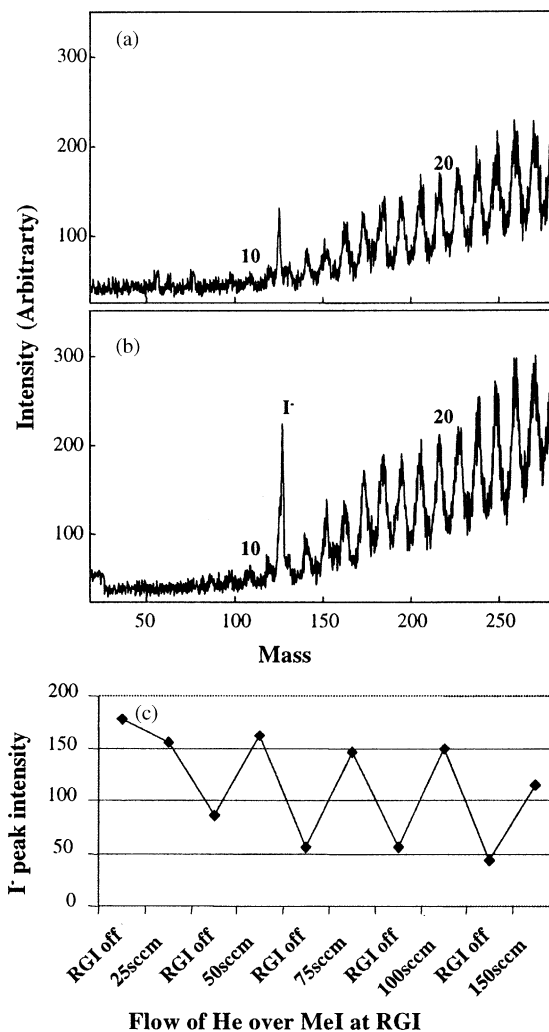 (a)
300
200
100
20
10
Intensity (Arbitrarty)
(b)
300
200
100
I-
20
10
50
100
150
200
250
Mass
(c)
200
150
100
50
0
I- peak intensity
RGI off
25sccm
RGI off
50sccm
RGI off
75sccm
RGI off
100sccm
RGI off
150sccm
Flow of He over MeI at RGI